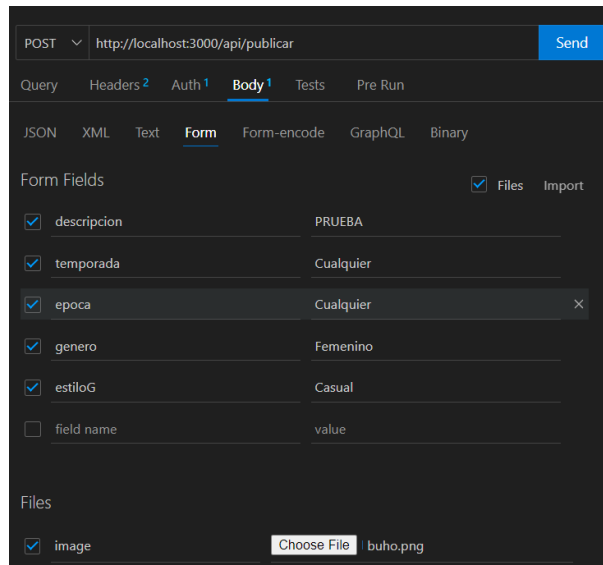 POST http://localhost:3000/api/publicar Send
Query Headers 2 Auth 1 Body 1 Tests Pre Run
JSON XML Text Form Form-encode GraphQL Binary
Form Fields Files Import
descripcion PRUEBA
temporada Cualquier
epoca Cualquier
genero Femenino
estiloG Casual
field name value
Files
image Choose File buho.png